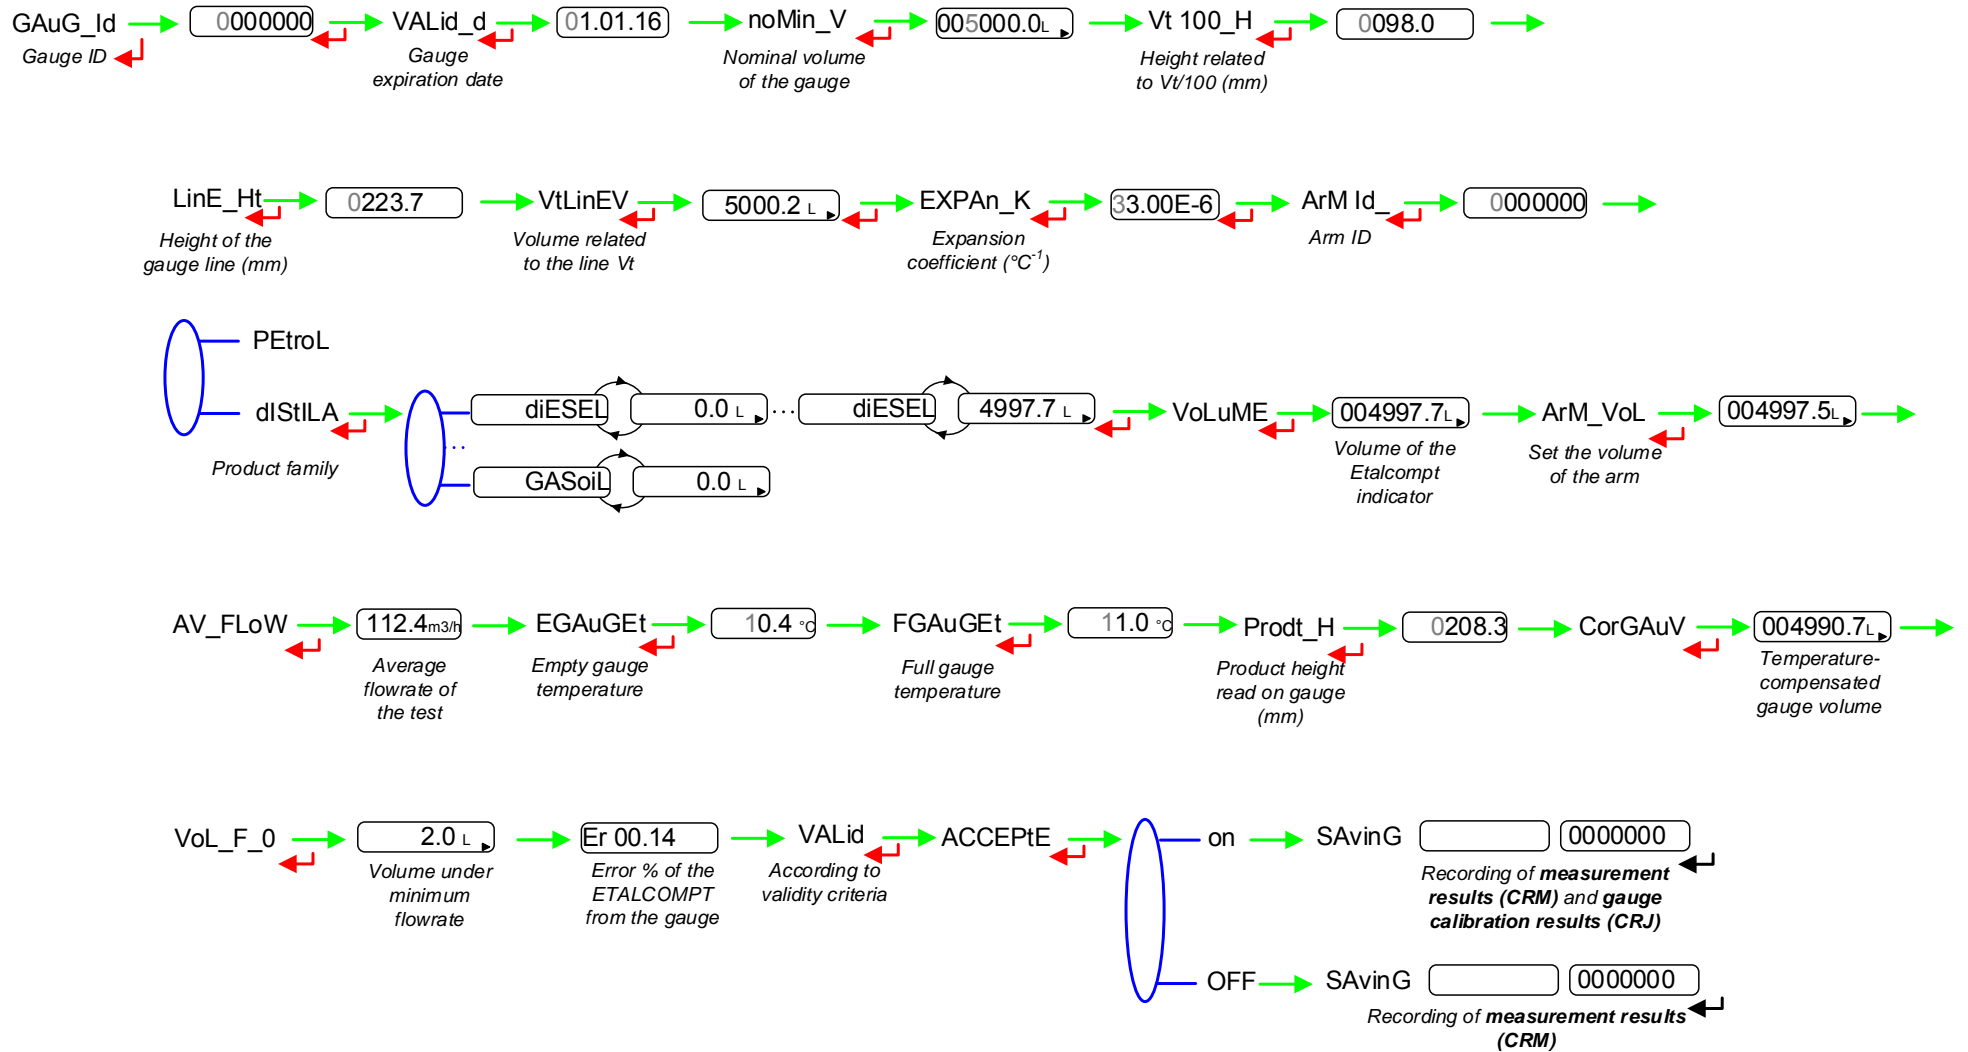 GAuG_Id 0000000 VALid_d 01.01.16 noMin_V 005000.0L Vt 100_H 0098.0
Gauge ID
Gauge
expiration date
Nominal volume
of the gauge
Height related
to Vt/100 (mm)
LinE_Ht 0223.7 VtLinEV 5000.2 L EXPAn_K 33.00E-6 ArM Id_ 0000000
Height of the
gauge line (mm)
Volume related
to the line Vt
Expansion
coefficient (°C-1)
Arm ID
PEtroL
dIStILA diESEL 0.0 L ... diESEL 4997.7 L VoLuME 004997.7L ArM_VoL 004997.5L
...
Product family
GASoiL 0.0 L
Volume of the
Etalcompt
indicator
Set the volume
of the arm
AV_FLoW 112.4m3/h EGAuGEt 10.4 °C FGAuGEt 11.0 °C Prodt_H 0208.3 CorGAuV 004990.7L
Average
flowrate of
the test
Empty gauge
temperature
Full gauge
temperature
Product height
read on gauge
(mm)
Temperature-
compensated
gauge volume
VoL_F_0 2.0 L Er 00.14 VALid ACCEPtE on SAvinG 0000000
Volume under
minimum
flowrate
Error % of the
ETALCOMPT
from the gauge
According to
validity criteria
Recording of measurement
results (CRM) and gauge
calibration results (CRJ)
OFF SAvinG 0000000
Recording of measurement results
(CRM)